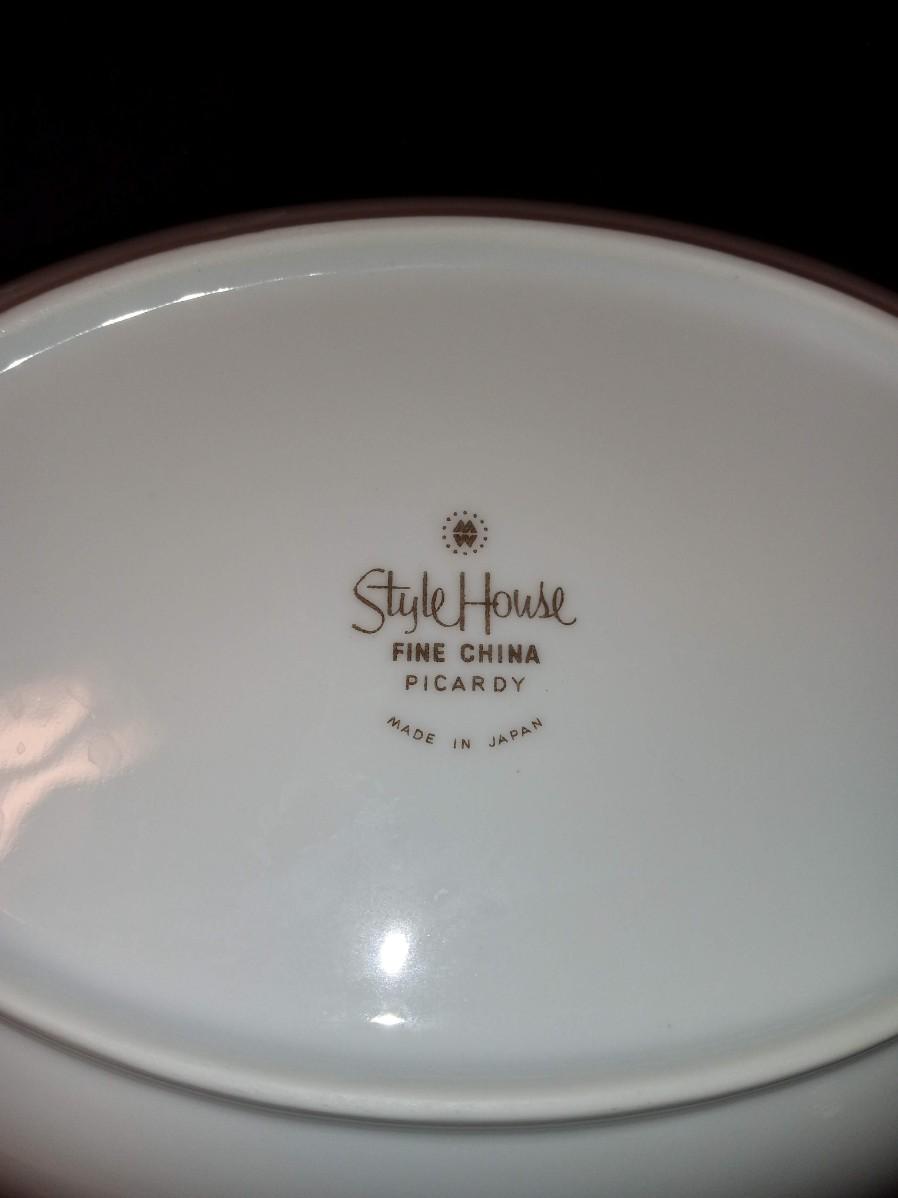 Style House
FINE CHINA
PICARDY
MADE IN JAPAN